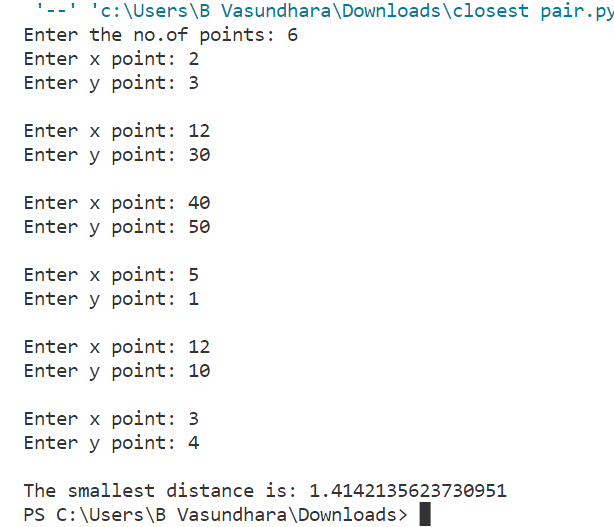 '--' 'c:\Users\B Vasundhara\Downloads\closest pair.py
Enter the no.of points: 6
Enter x point: 2
Enter y point: 3
Enter x point: 12
Enter y point: 30
Enter x point: 40
Enter y point: 50
Enter x point: 5
Enter y point: 1
Enter x point: 12
Enter y point: 10
Enter x point: 3
Enter y point: 4
The smallest distance is: 1.4142135623730951
PS C:\Users\B Vasundhara\Downloads>